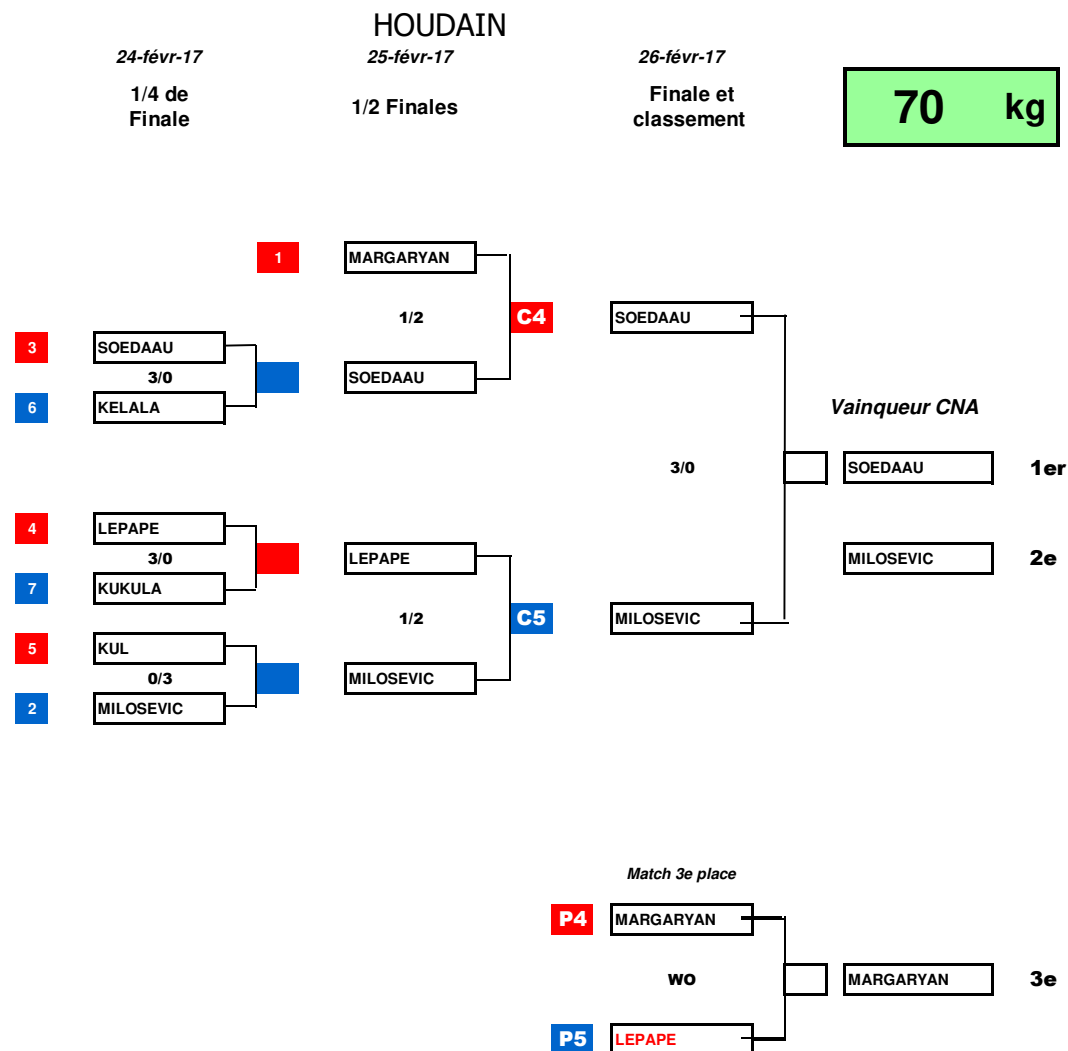 HOUDAIN
24-févr-17 25-févr-17 26-févr-17
1/4 de
Finale
1/2 Finales
Finale et
classement
70 kg
1 MARGARYAN
1/2 C4 SOEDAAU
3 SOEDAAU
3/0 SOEDAAU
6 KELALA
Vainqueur CNA
3/0 SOEDAAU 1er
4 LEPAPE
3/0 LEPAPE MILOSEVIC 2e
7 KUKULA
1/2 C5 MILOSEVIC
5 KUL
0/3 MILOSEVIC
2 MILOSEVIC
Match 3e place
P4 MARGARYAN
WO MARGARYAN 3e
P5 LEPAPE